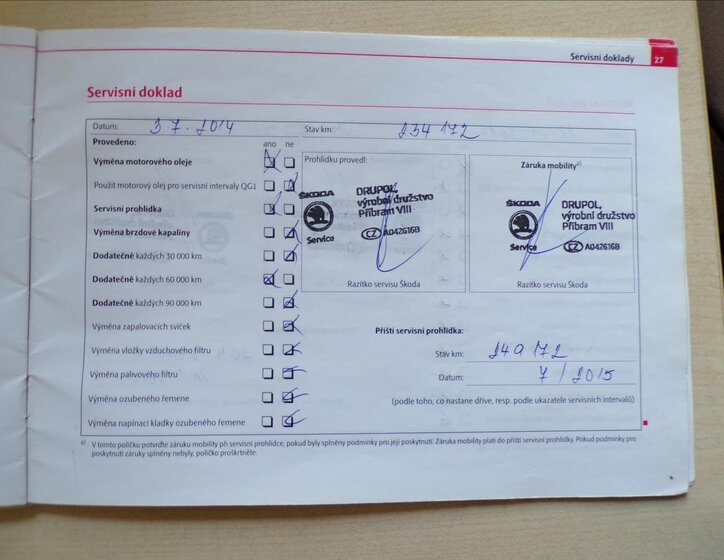 Servisní doklady 27
Servisní doklad
Datum: 3.7.2014 Stav km: 234 172
Provedeno: ano ne
Výměna motorového oleje
Použit motorový olej pro servisní intervaly QG1
Servisní prohlídka
Výměna brzdové kapaliny
Dodatečně každých 30 000 km
Dodatečně každých 60 000 km
Dodatečně každých 90 000 km
Výměna zapalovacích svíček
Výměna vložky vzduchového filtru
Výměna palivového filtru
Výměna ozubeného řemene
Výměna napínací kladky ozubeného řemene
Prohlídku provedl:
ŠKODA
Service
DRUPOL,
výrobní družstvo
Příbram VIII
CZ A042616B
Razítko servisu Škoda
Záruka mobility a)
ŠKODA
Service
DRUPOL,
výrobní družstvo
Příbram VIII
CZ A042616B
Razítko servisu Škoda
Příští servisní prohlídka:
Stav km: 249 172
Datum: 7/2015
(podle toho, co nastane dříve, resp. podle ukazatele servisních intervalů)
a) V tomto políčku potvrďte záruku mobility při servisní prohlídce, pokud byly splněny podmínky pro její poskytnutí. Záruka mobility platí do příští servisní prohlídky. Pokud podmínky pro
poskytnutí záruky splněny nebyly, políčko proškrtněte.